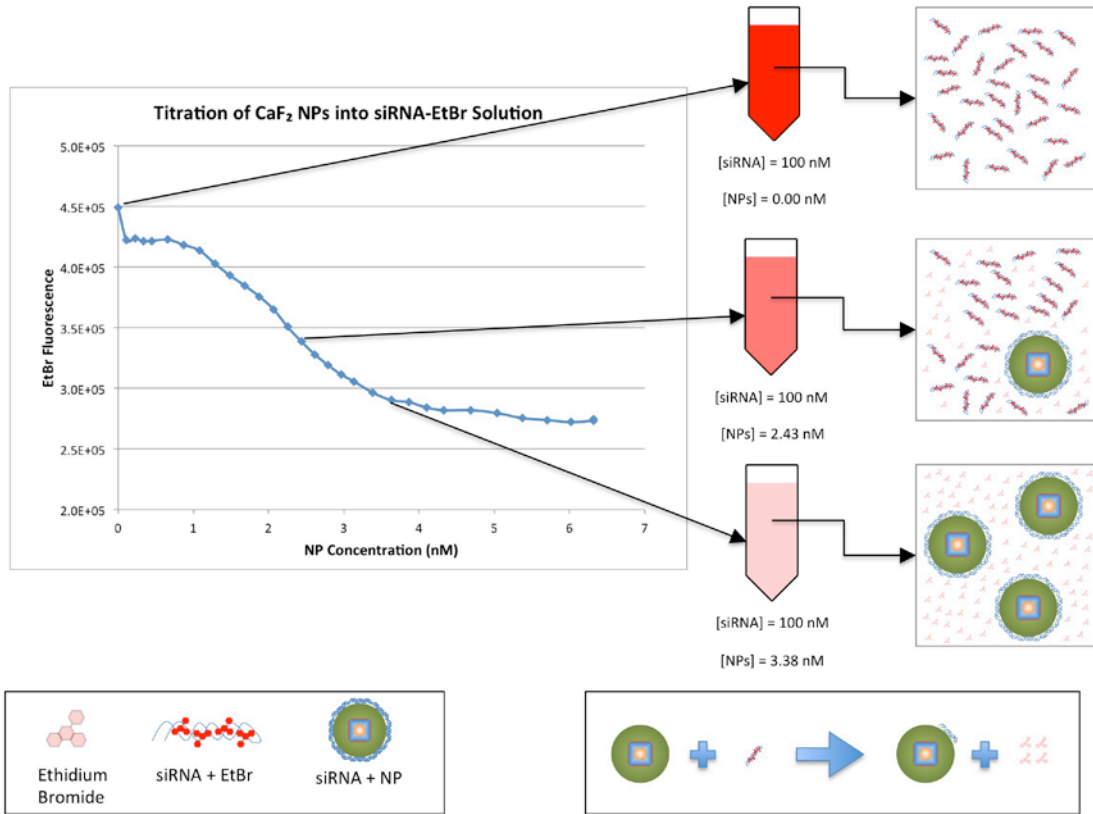 Titration of CaF₂ NPs into siRNA-EtBr Solution
5.0E+05
4.5E+05
4.0E+05
3.5E+05
3.0E+05
2.5E+05
2.0E+05
EtBr Fluorescence
0 1 2 3 4 5 6 7
NP Concentration (nM)
[siRNA] = 100 nM
[NPs] = 0.00 nM
[siRNA] = 100 nM
[NPs] = 2.43 nM
[siRNA] = 100 nM
[NPs] = 3.38 nM
Ethidium
Bromide
siRNA + EtBr
siRNA + NP